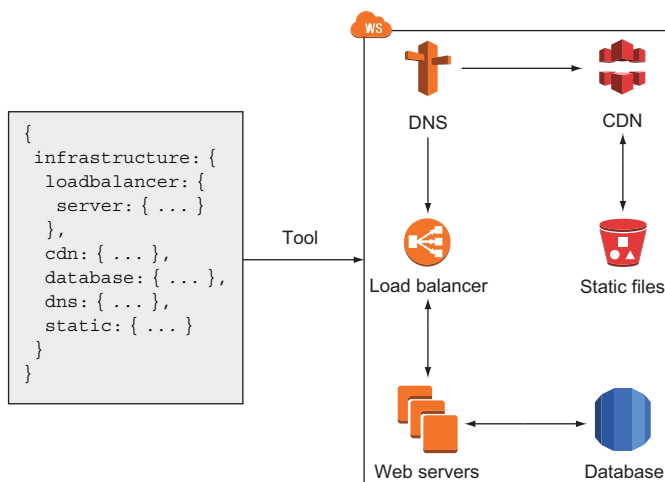 WS
DNS
CDN
{
infrastructure: {
loadbalancer: {
server: { ... }
},
cdn: { ... },
database: { ... },
dns: { ... },
static: { ... }
}
}
Tool
Load balancer
Static files
Web servers
Database